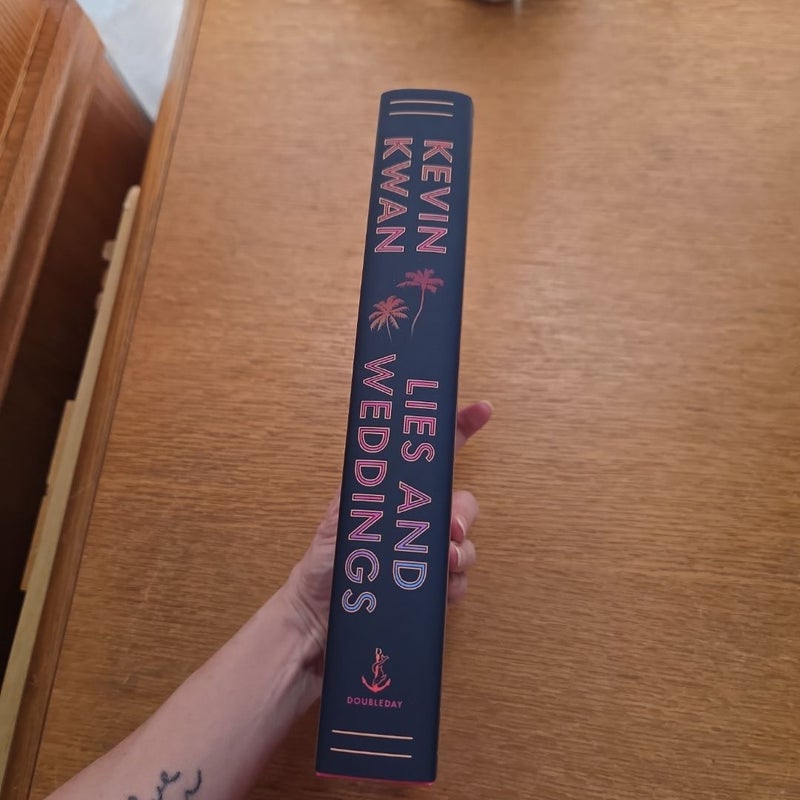 KEVIN
KWAN
LIES AND
WEDDINGS
DOUBLEDAY